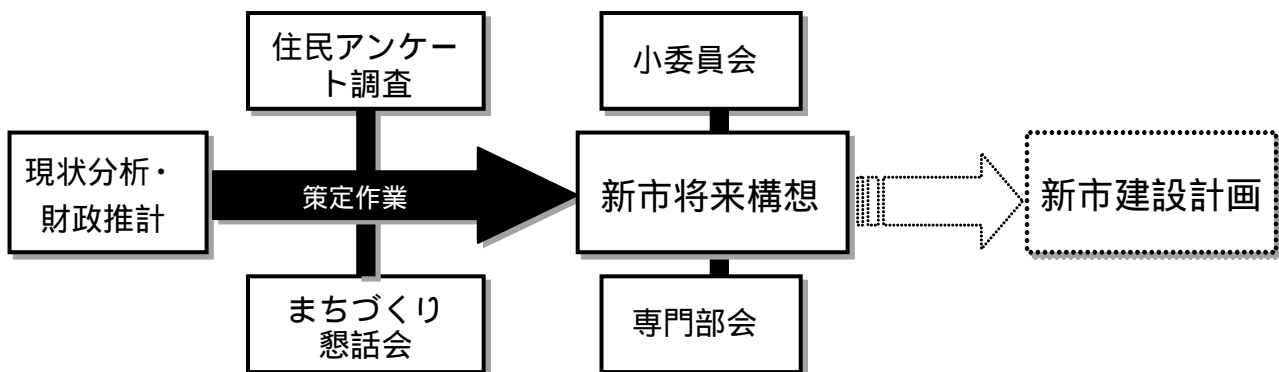 住民アンケー
ト調査
小委員会
現状分析・
財政推計
策定作業
新市将来構想
新市建設計画
まちづくり
懇話会
専門部会